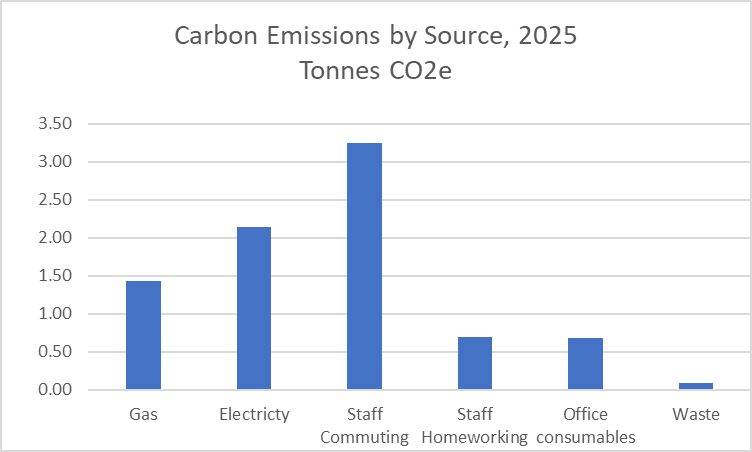 Carbon Emissions by Source, 2025
Tonnes CO2e
3.50
3.00
2.50
2.00
1.50
1.00
0.50
0.00
Gas
Electricty
Staff
Commuting
Staff
Homeworking
Office
consumables
Waste